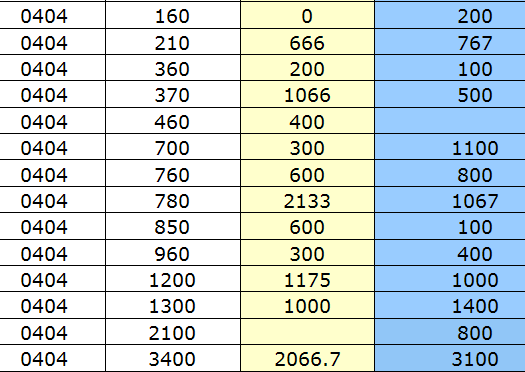 0404 160 0 200
0404 210 666 767
0404 360 200 100
0404 370 1066 500
0404 460 400
0404 700 300 1100
0404 760 600 800
0404 780 2133 1067
0404 850 600 100
0404 960 300 400
0404 1200 1175 1000
0404 1300 1000 1400
0404 2100 800
0404 3400 2066.7 3100